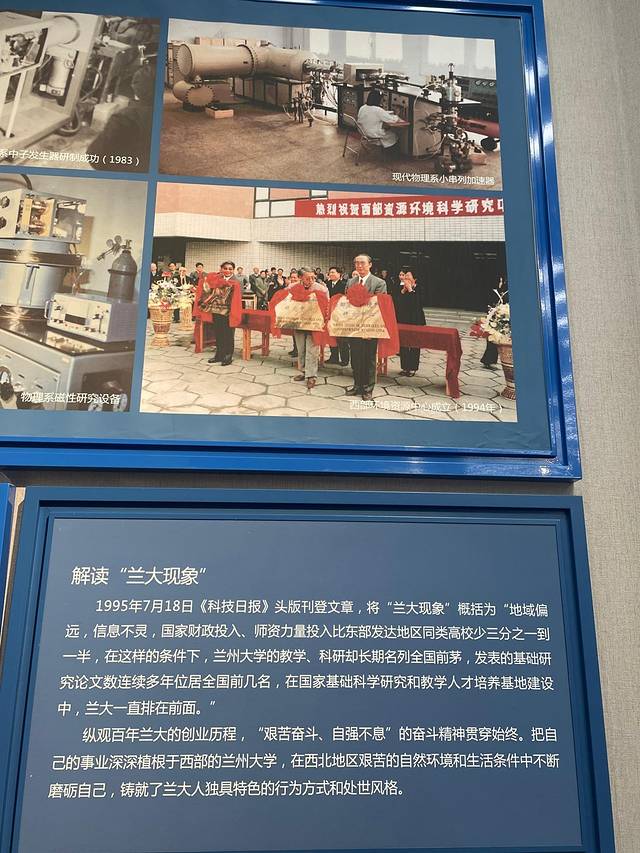 系中子发生器研制成功（1983）
现代物理系小串列加速器
热烈祝贺西部资源环境科学研究中
物理系磁性研究设备
西部环境资源中心成立（1994年）
解读“兰大现象”
1995年7月18日《科技日报》头版刊登文章，将“兰大现象”概括为“地域偏
远，信息不灵，国家财政投入、师资力量投入比东部发达地区同类高校少三分之一到
一半，在这样的条件下，兰州大学的教学、科研却长期名列全国前茅，发表的基础研
究论文数连续多年位居全国前几名，在国家基础科学研究和教学人才培养基地建设
中，兰大一直排在前面。”
纵观百年兰大的创业历程，“艰苦奋斗、自强不息”的奋斗精神贯穿始终。把自
己的事业深深植根于西部的兰州大学，在西北地区艰苦的自然环境和生活条件中不断
磨砺自己，铸就了兰大人独具特色的行为方式和处世风格。